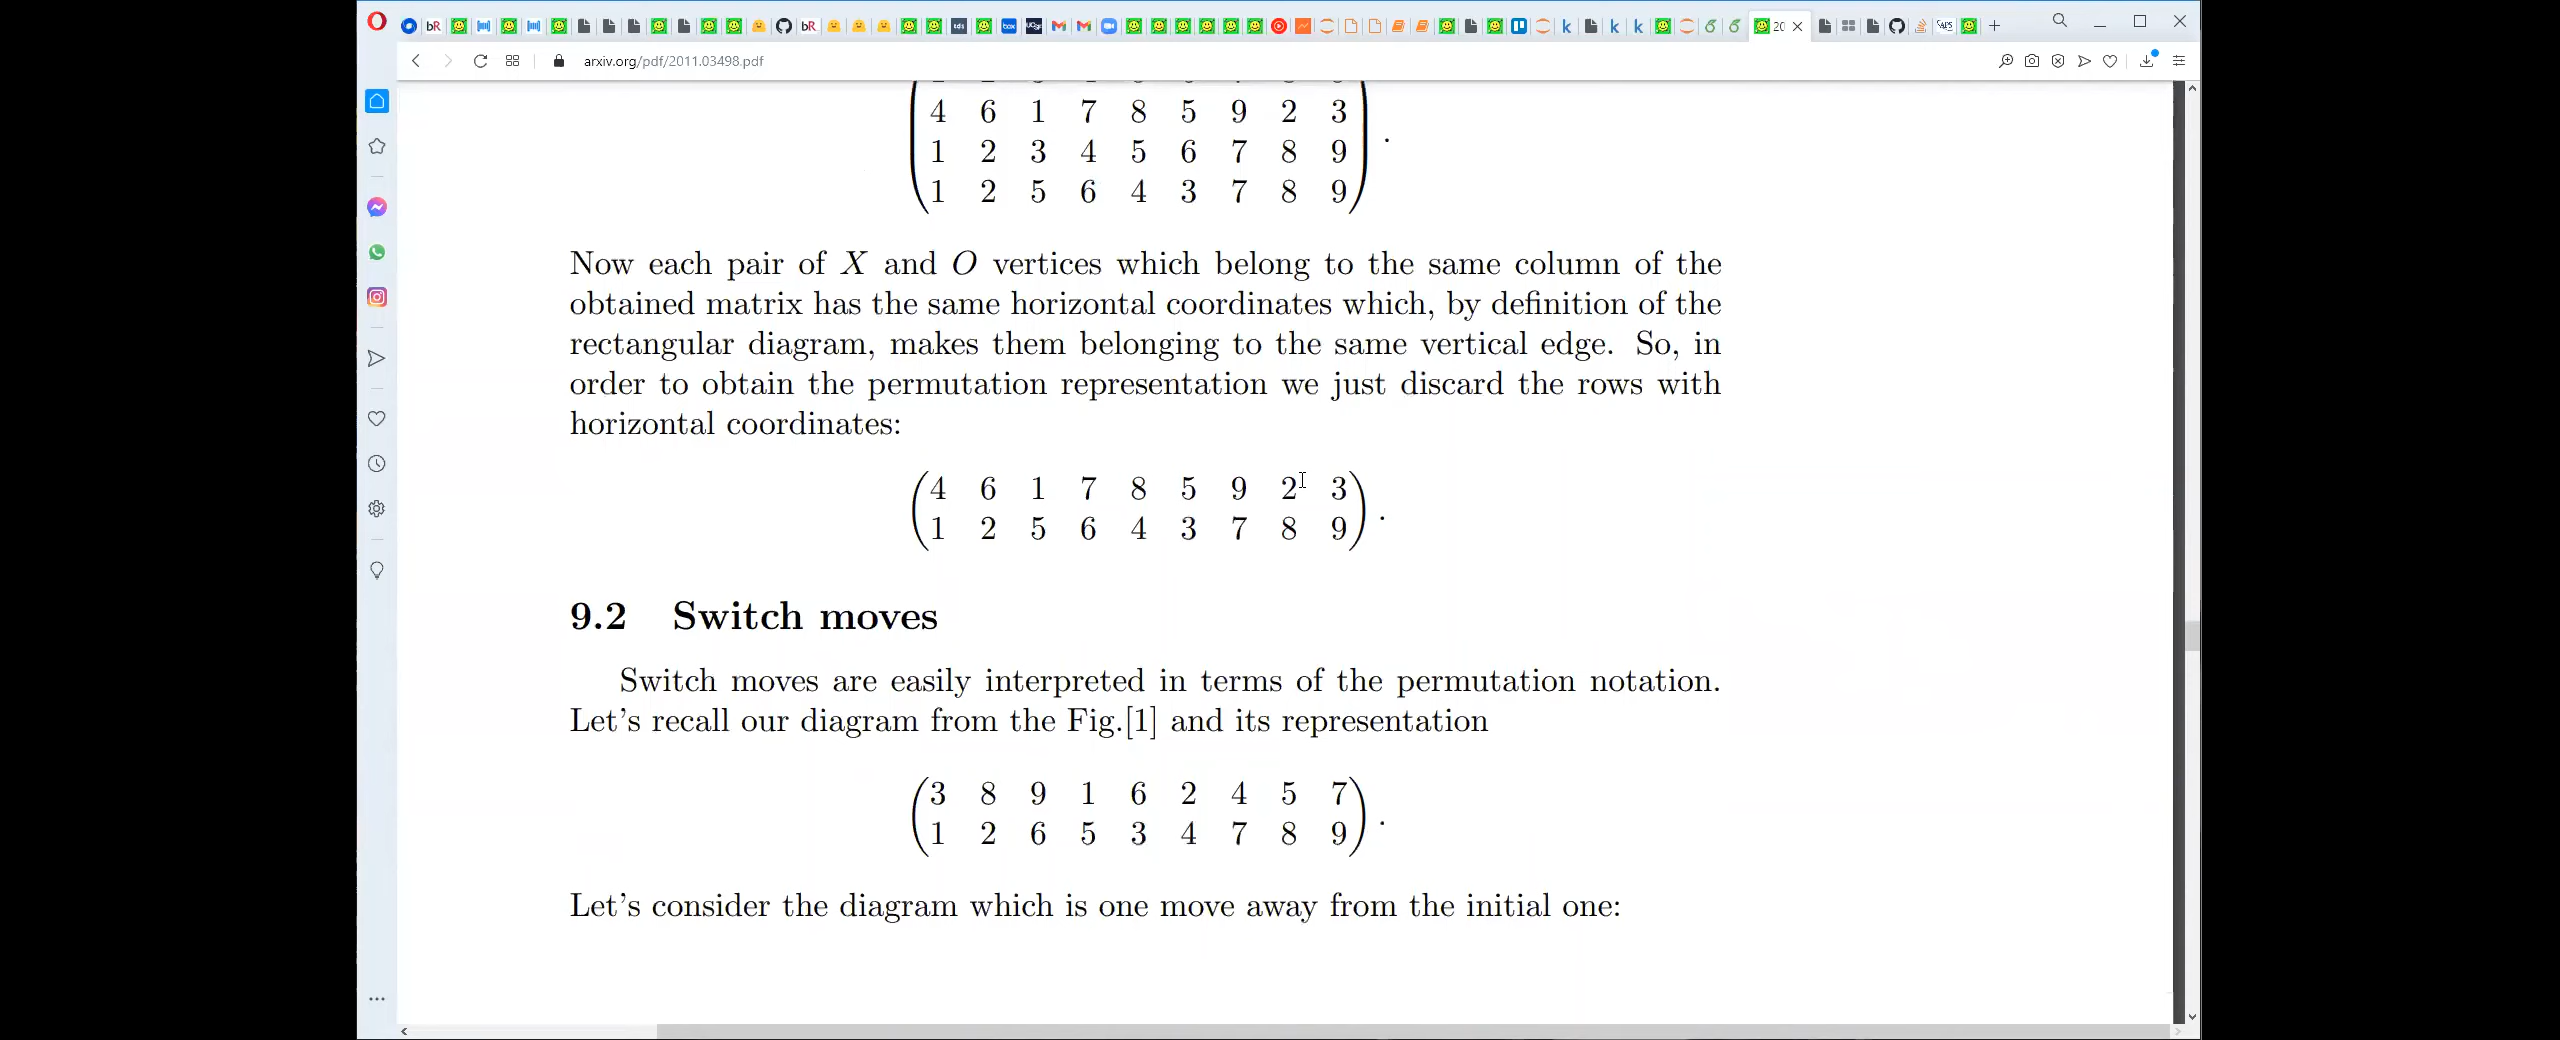 20
arxiv.org/pdf/2011.03498.pdf
4 6 1 7 8 5 9 2 3
1 2 3 4 5 6 7 8 9 .
1 2 5 6 4 3 7 8 9
Now each pair of X and O vertices which belong to the same column of the
obtained matrix has the same horizontal coordinates which, by definition of the
rectangular diagram, makes them belonging to the same vertical edge. So, in
order to obtain the permutation representation we just discard the rows with
horizontal coordinates:
(4 6 1 7 8 5 9 2 3)
(1 2 5 6 4 3 7 8 9) .
9.2 Switch moves
Switch moves are easily interpreted in terms of the permutation notation.
Let's recall our diagram from the Fig.[1] and its representation
(3 8 9 1 6 2 4 5 7)
(1 2 6 5 3 4 7 8 9) .
Let's consider the diagram which is one move away from the initial one: